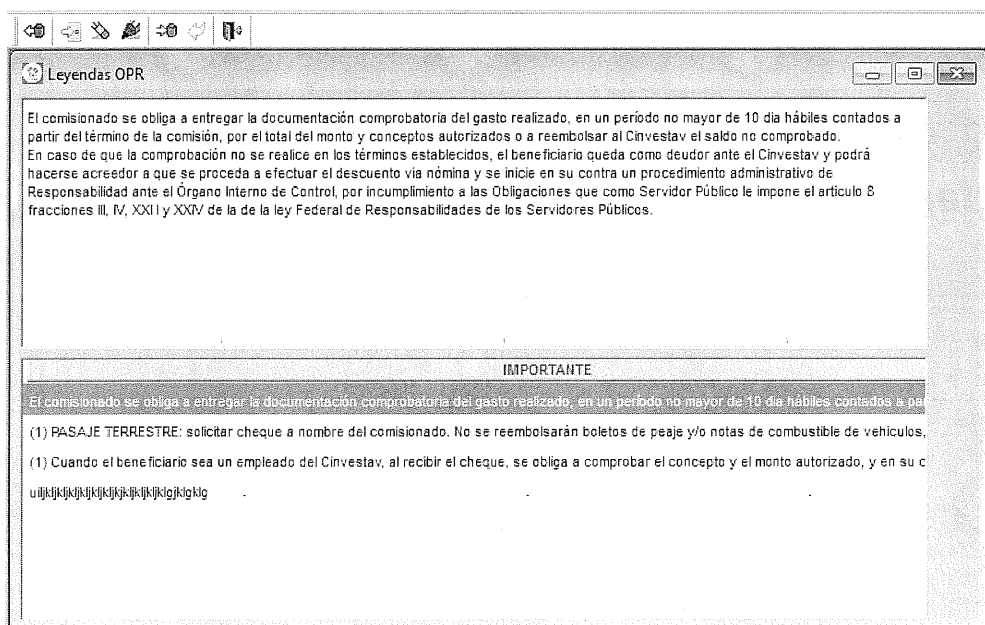 Leyendas OPR
El comisionado se obliga a entregar la documentación comprobatoria del gasto realizado, en un período no mayor de 10 dia hábiles contados a
partir del término de la comisión, por el total del monto y conceptos autorizados o a reembolsar al Cinvestav el saldo no comprobado.
En caso de que la comprobación no se realice en los términos establecidos, el beneficiario queda como deudor ante el Cinvestav y podrá
hacerse acreedor a que se proceda a efectuar el descuento via nómina y se inicie en su contra un procedimiento administrativo de
Responsabilidad ante el Órgano Interno de Control, por incumplimiento a las Obligaciones que como Servidor Público le impone el articulo 8
fracciones III, IV, XXII y XXIV de la de la ley Federal de Responsabilidades de los Servidores Públicos.
IMPORTANTE
El comisionado se obliga a entregar la documentación comprobatoria del gasto realizado, en un período no mayor de 10 dia hábiles contados a par
(1) PASAJE TERRESTRE: solicitar cheque a nombre del comisionado. No se reembolsarán boletos de peaje y/o notas de combustible de vehiculos,
(1) Cuando el beneficiario sea un empleado del Cinvestav, al recibir el cheque, se obliga a comprobar el concepto y el monto autorizado, y en su c